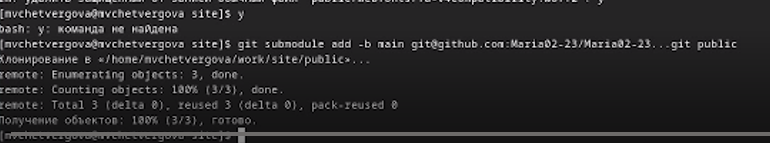 [mvchetvergova@mvchetvergova site]$ y
bash: y: команда не найдена
[mvchetvergova@mvchetvergova site]$ git submodule add -b main git@github.com:Maria02-23/Maria02-23...git public
Клонирование в «/home/mvchetvergova/work/site/public»...
remote: Enumerating objects: 3, done.
remote: Counting objects: 100% (3/3), done.
remote: Total 3 (delta 0), reused 3 (delta 0), pack-reused 0
Получение объектов: 100% (3/3), готово.
[mvchetvergova@mvchetvergova site]$